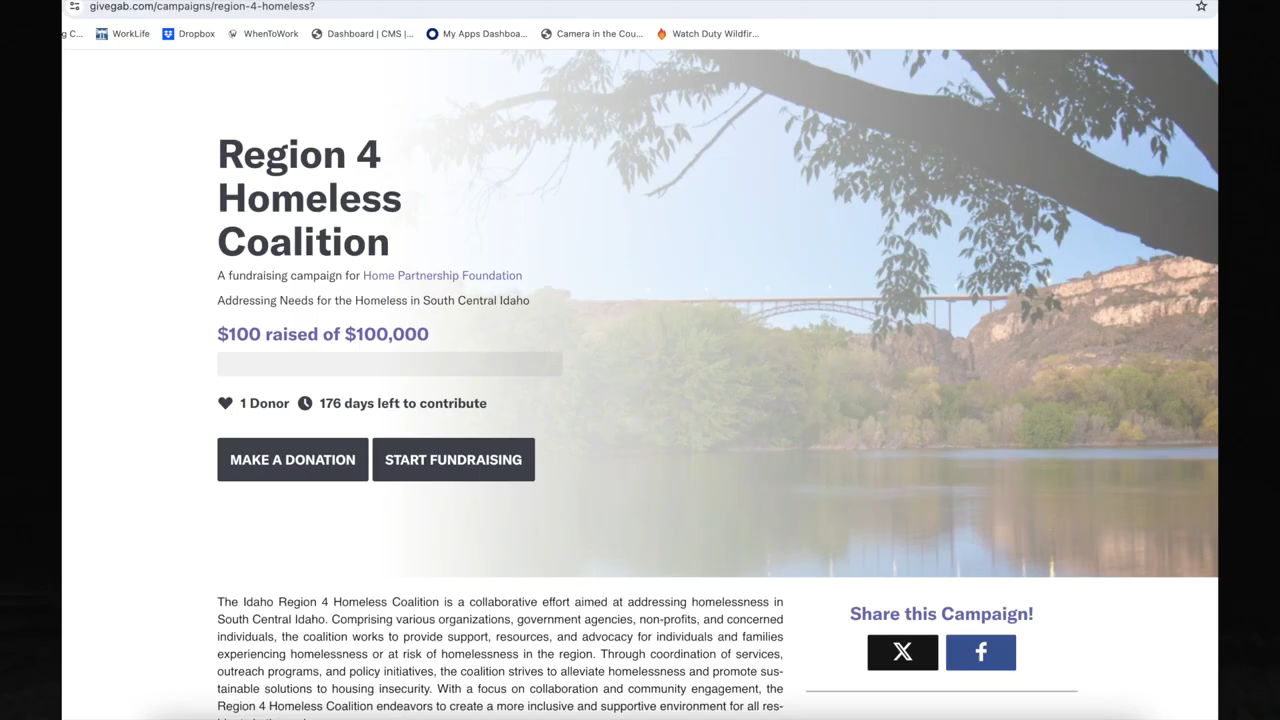 givegab.com/campaigns/region-4-homeless?
g C... WorkLife Dropbox WhenToWork Dashboard | CMS |... My Apps Dashboa... Camera in the Cou... Watch Duty Wildfir...
Region 4
Homeless
Coalition
A fundraising campaign for Home Partnership Foundation
Addressing Needs for the Homeless in South Central Idaho
$100 raised of $100,000
1 Donor 176 days left to contribute
MAKE A DONATION START FUNDRAISING
The Idaho Region 4 Homeless Coalition is a collaborative effort aimed at addressing homelessness in
South Central Idaho. Comprising various organizations, government agencies, non-profits, and concerned
individuals, the coalition works to provide support, resources, and advocacy for individuals and families
experiencing homelessness or at risk of homelessness in the region. Through coordination of services,
outreach programs, and policy initiatives, the coalition strives to alleviate homelessness and promote sus-
tainable solutions to housing insecurity. With a focus on collaboration and community engagement, the
Region 4 Homeless Coalition endeavors to create a more inclusive and supportive environment for all res-
Share this Campaign!